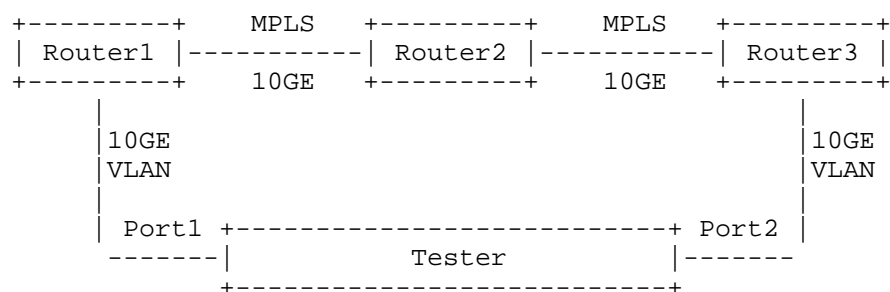 MPLS MPLS
Router1 Router2 Router3
10GE 10GE
10GE 10GE
VLAN VLAN
Port1 Port2
Tester